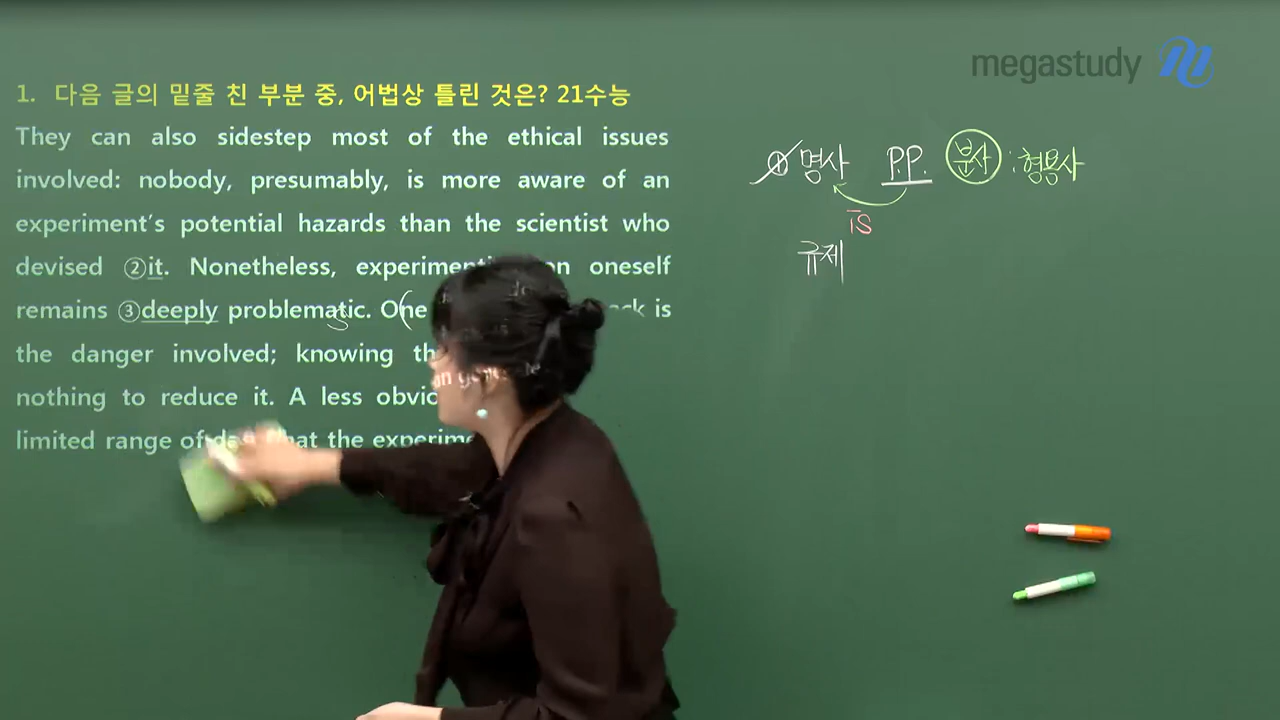 megastudy
1. 다음 글의 밑줄 친 부분 중, 어법상 틀린 것은? 21수능
They can also sidestep most of the ethical issues
involved: nobody, presumably, is more aware of an
experiment's potential hazards than the scientist who
devised ②it. Nonetheless, on oneself
remains ③deeply problematic. One is
the danger involved; knowing
nothing to reduce it. A less
limited range of that the
① 명사 P.P. 분사 : 형용사
is
규제
S (